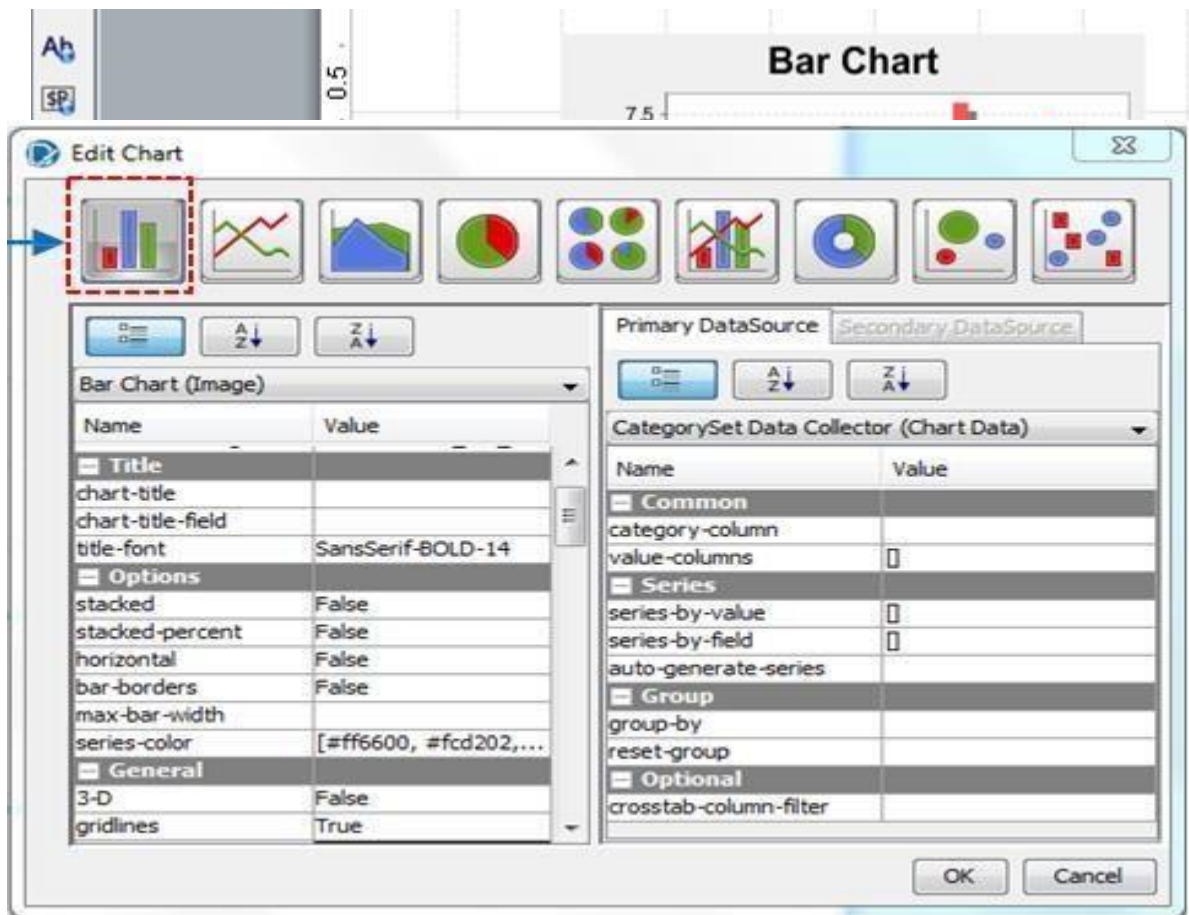 Ab
0.5
Bar Chart
7.5
Edit Chart
Primary DataSource Secondary DataSource
Bar Chart (Image)
CategorySet Data Collector (Chart Data)
Name Value
Name Value
Title
chart-title
chart-title-field
title-font SansSerif-BOLD-14
Options
stacked False
stacked-percent False
horizontal False
bar-borders False
max-bar-width
series-color [#ff6600, #fcd202,...
General
3-D False
gridlines True
Common
category-column
value-columns []
Series
series-by-value []
series-by-field []
auto-generate-series
Group
group-by
reset-group
Optional
crosstab-column-filter
OK Cancel